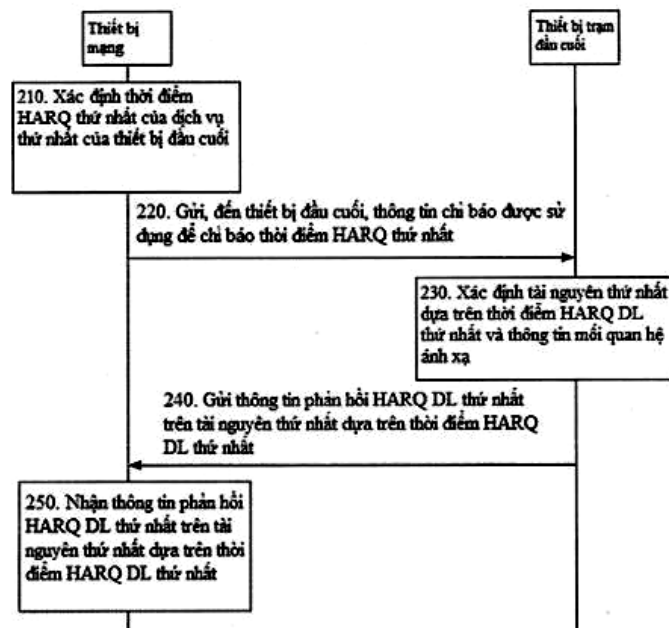 Thiết bị
mạng
Thiết bị trạm
đầu cuối
210. Xác định thời điểm
HARQ thứ nhất của dịch vụ
thứ nhất của thiết bị đầu cuối
220. Gửi, đến thiết bị đầu cuối, thông tin chỉ báo được sử
dụng để chỉ báo thời điểm HARQ thứ nhất
230. Xác định tài nguyên thứ nhất
dựa trên thời điểm HARQ DL
thứ nhất và thông tin mối quan hệ
ánh xạ
240. Gửi thông tin phản hồi HARQ DL thứ nhất
trên tài nguyên thứ nhất dựa trên thời điểm HARQ
DL thứ nhất
250. Nhận thông tin phản hồi
HARQ DL thứ nhất trên tài
nguyên thứ nhất dựa trên thời
điểm HARQ DL thứ nhất